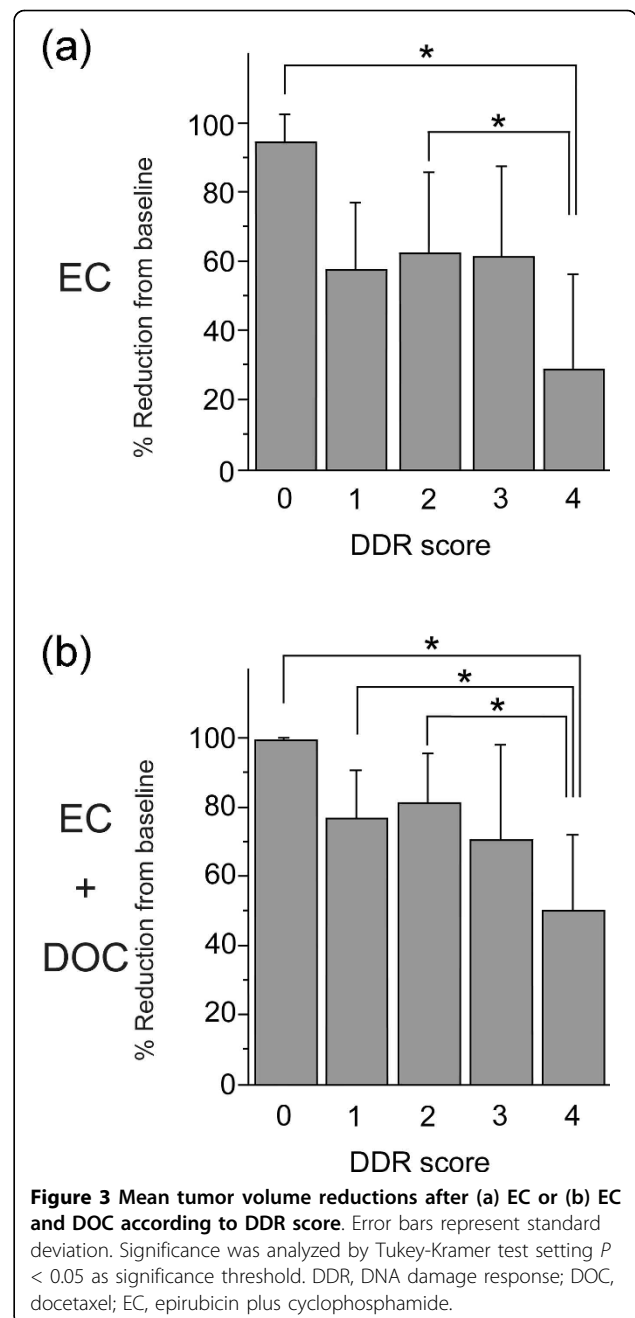 (a)
*
*
EC
% Reduction from baseline
100
80
60
40
20
0
0 1 2 3 4
DDR score
(b)
*
*
*
EC
+
DOC
% Reduction from baseline
100
80
60
40
20
0
0 1 2 3 4
DDR score
Figure 3 Mean tumor volume reductions after (a) EC or (b) EC
and DOC according to DDR score. Error bars represent standard
deviation. Significance was analyzed by Tukey-Kramer test setting P
< 0.05 as significance threshold. DDR, DNA damage response; DOC,
docetaxel; EC, epirubicin plus cyclophosphamide.